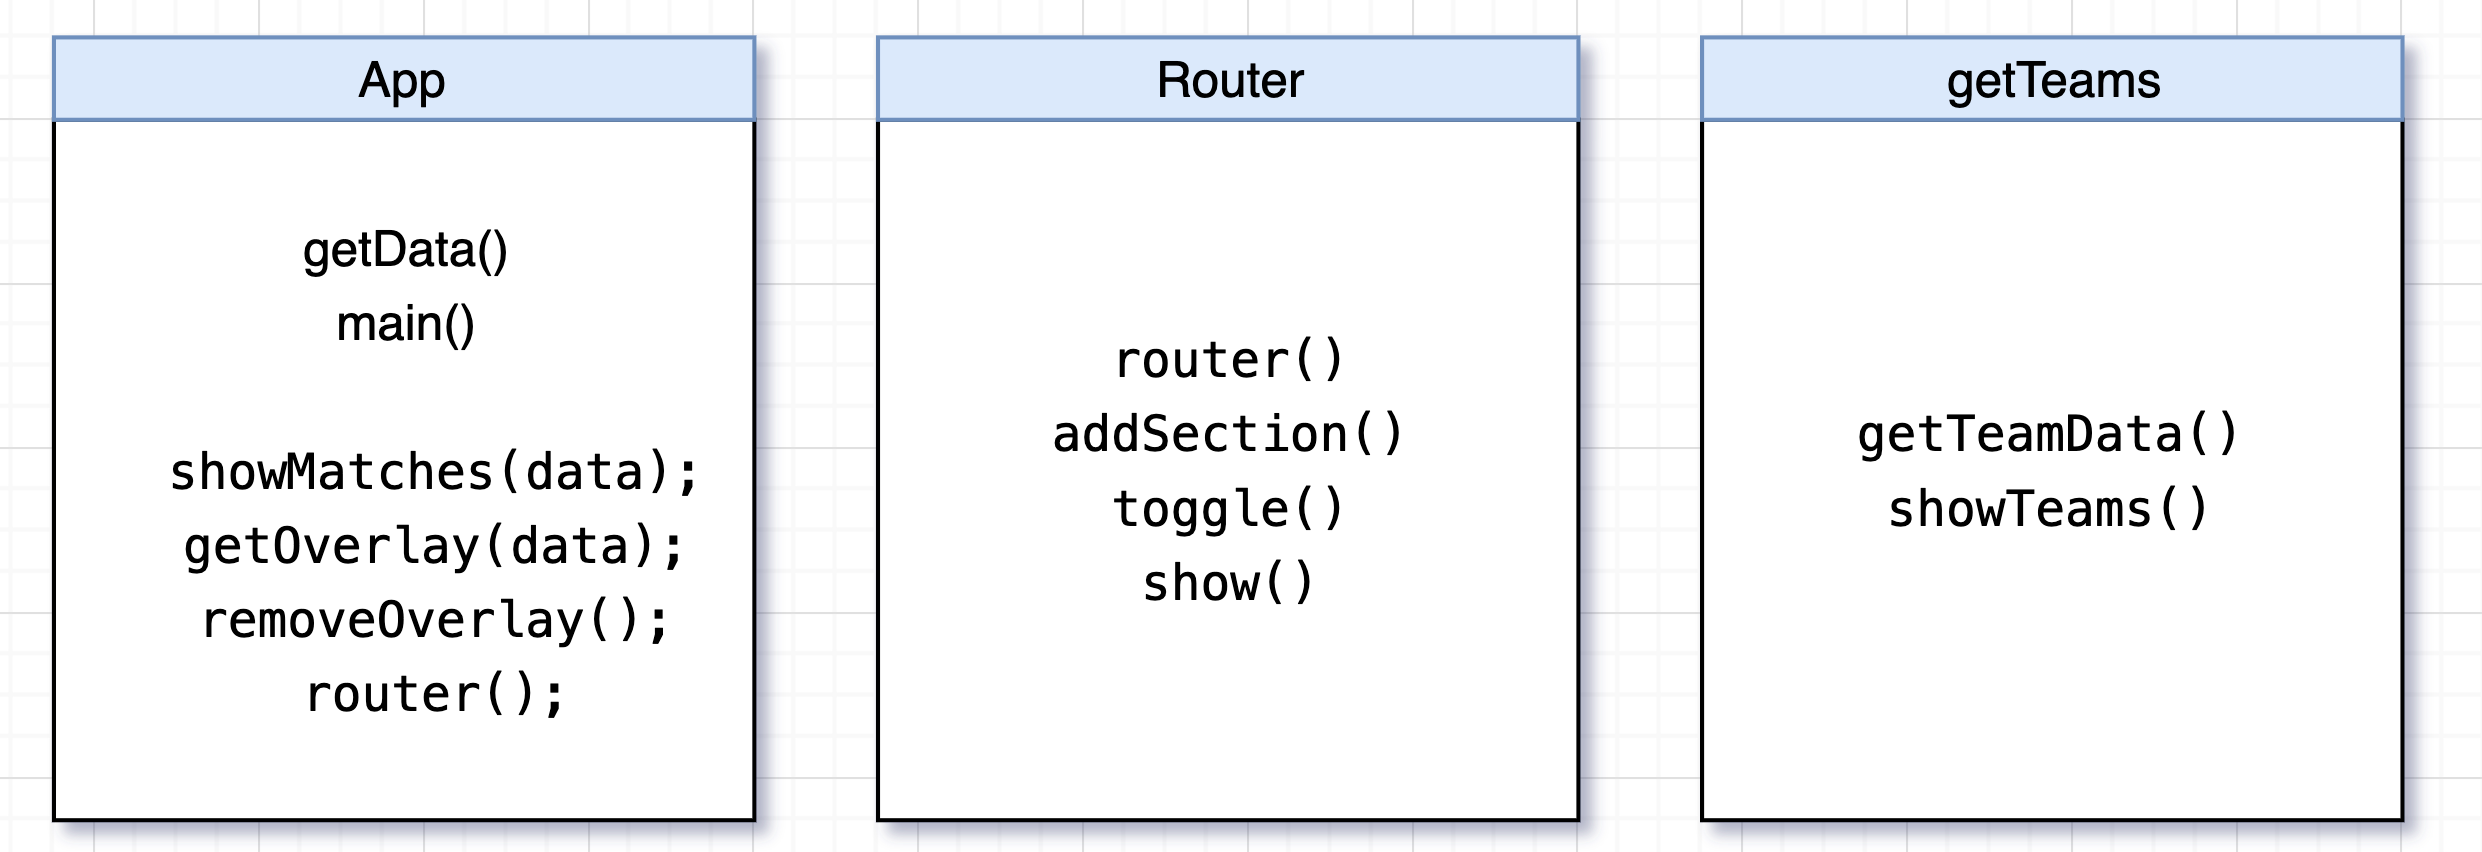 App
getData()
main()
showMatches(data);
getOverlay(data);
removeOverlay();
router();
Router
router()
addSection()
toggle()
show()
getTeams
getTeamData()
showTeams()